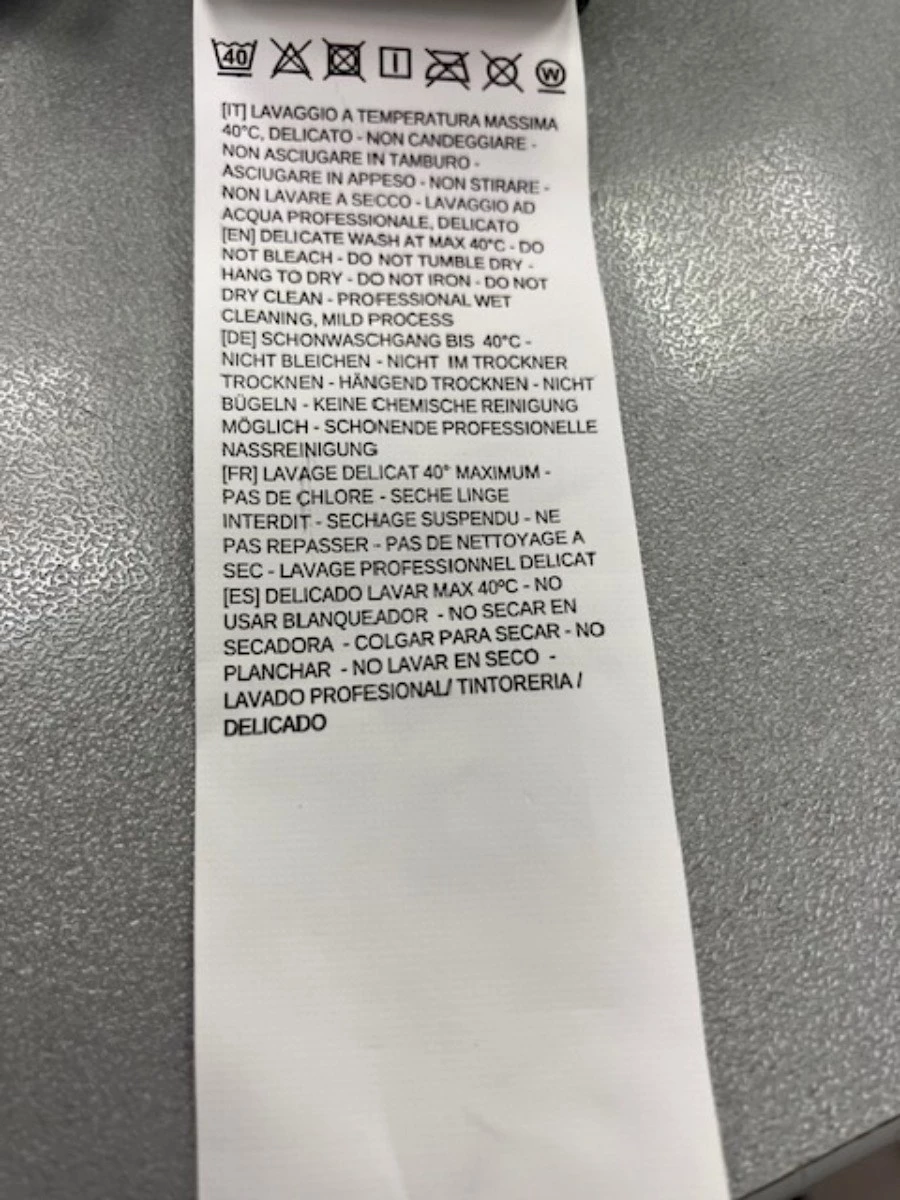 40 W
[IT] LAVAGGIO A TEMPERATURA MASSIMA
40°C, DELICATO - NON CANDEGGIARE -
NON ASCIUGARE IN TAMBURO -
ASCIUGARE IN APPESO - NON STIRARE -
NON LAVARE A SECCO - LAVAGGIO AD
ACQUA PROFESSIONALE, DELICATO
[EN] DELICATE WASH AT MAX 40°C - DO
NOT BLEACH - DO NOT TUMBLE DRY -
HANG TO DRY - DO NOT IRON - DO NOT
DRY CLEAN - PROFESSIONAL WET
CLEANING, MILD PROCESS
[DE] SCHONWASCHGANG BIS 40°C -
NICHT BLEICHEN - NICHT IM TROCKNER
TROCKNEN - HÄNGEND TROCKNEN - NICHT
BÜGELN - KEINE CHEMISCHE REINIGUNG
MÖGLICH - SCHONENDE PROFESSIONELLE
NASSREINIGUNG
[FR] LAVAGE DELICAT 40° MAXIMUM -
PAS DE CHLORE - SECHE LINGE
INTERDIT - SECHAGE SUSPENDU - NE
PAS REPASSER - PAS DE NETTOYAGE A
SEC - LAVAGE PROFESSIONNEL DELICAT
[ES] DELICADO LAVAR MAX 40ºC - NO
USAR BLANQUEADOR - NO SECAR EN
SECADORA - COLGAR PARA SECAR - NO
PLANCHAR - NO LAVAR EN SECO -
LAVADO PROFESIONAL/ TINTORERIA /
DELICADO